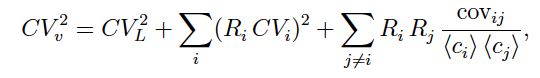 $CV_v^2 = CV_L^2 + \sum_i (R_i \, CV_i)^2 + \sum_{j \neq i} R_i \, R_j \frac{\mathrm{cov}_{ij}}{\langle c_i \rangle \langle c_j \rangle},$